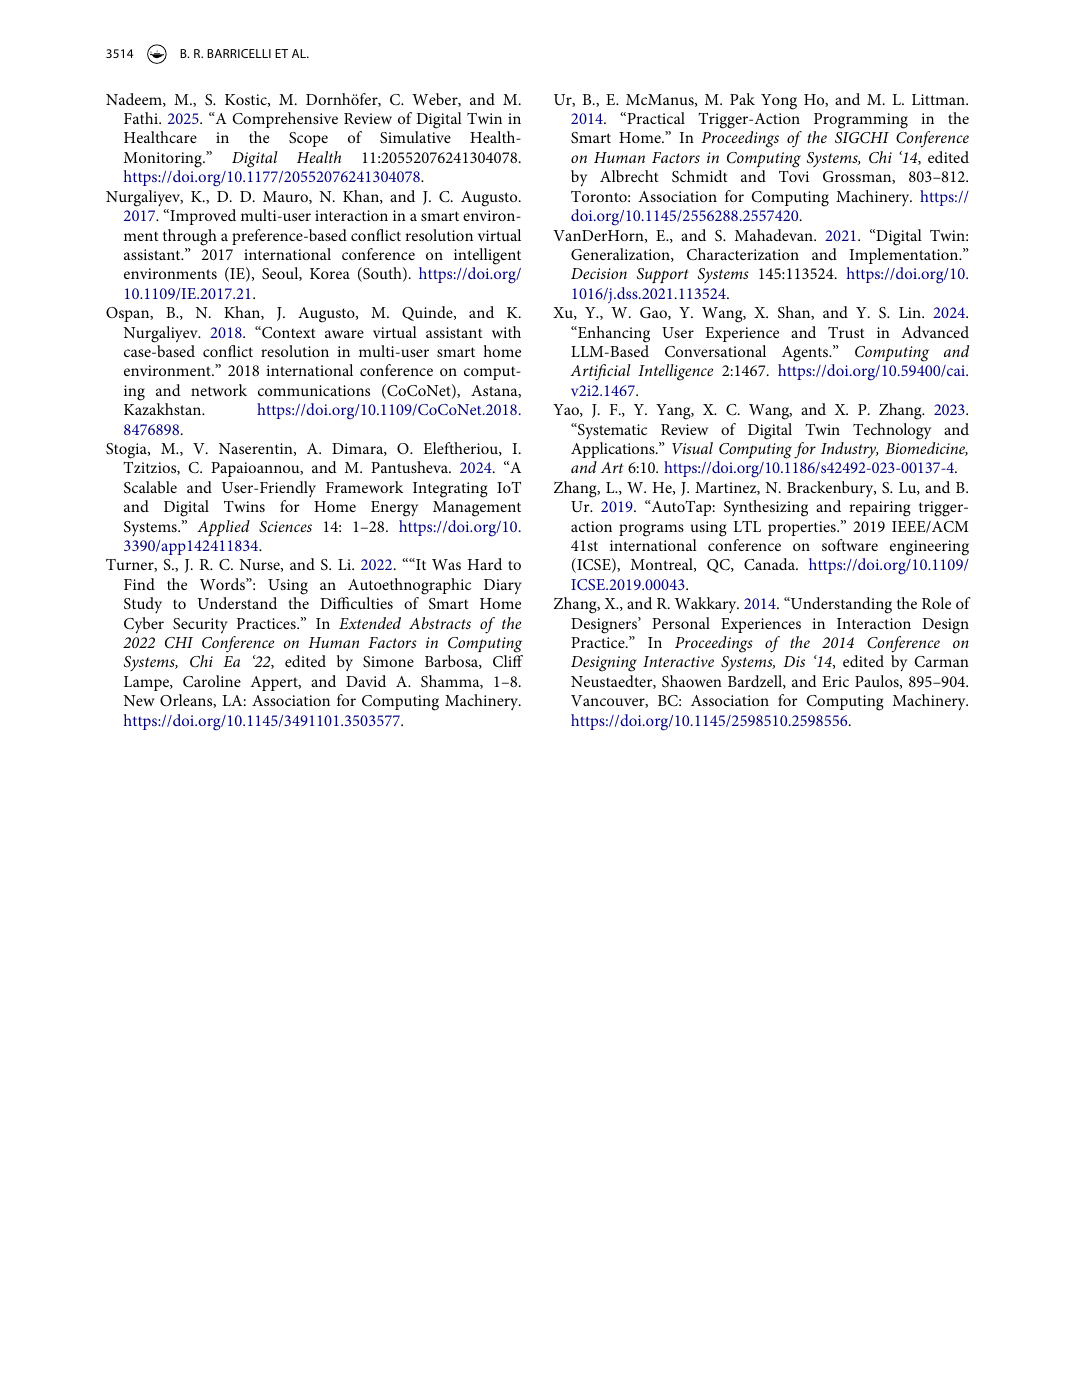 3514 B. R. BARRICELLI ET AL.
Nadeem, M., S. Kostic, M. Dornhöfer, C. Weber, and M.
Fathi. 2025. “A Comprehensive Review of Digital Twin in
Healthcare in the Scope of Simulative Health-
Monitoring.” Digital Health 11:20552076241304078.
https://doi.org/10.1177/20552076241304078.
Nurgaliyev, K., D. D. Mauro, N. Khan, and J. C. Augusto.
2017. “Improved multi-user interaction in a smart environ-
ment through a preference-based conflict resolution virtual
assistant.” 2017 international conference on intelligent
environments (IE), Seoul, Korea (South). https://doi.org/
10.1109/IE.2017.21.
Ospan, B., N. Khan, J. Augusto, M. Quinde, and K.
Nurgaliyev. 2018. “Context aware virtual assistant with
case-based conflict resolution in multi-user smart home
environment.” 2018 international conference on comput-
ing and network communications (CoCoNet), Astana,
Kazakhstan. https://doi.org/10.1109/CoCoNet.2018.
8476898.
Stogia, M., V. Naserentin, A. Dimara, O. Eleftheriou, I.
Tzitzios, C. Papaioannou, and M. Pantusheva. 2024. “A
Scalable and User-Friendly Framework Integrating IoT
and Digital Twins for Home Energy Management
Systems.” Applied Sciences 14: 1–28. https://doi.org/10.
3390/app142411834.
Turner, S., J. R. C. Nurse, and S. Li. 2022. ““It Was Hard to
Find the Words”: Using an Autoethnographic Diary
Study to Understand the Difficulties of Smart Home
Cyber Security Practices.” In Extended Abstracts of the
2022 CHI Conference on Human Factors in Computing
Systems, Chi Ea ‘22, edited by Simone Barbosa, Cliff
Lampe, Caroline Appert, and David A. Shamma, 1–8.
New Orleans, LA: Association for Computing Machinery.
https://doi.org/10.1145/3491101.3503577.
Ur, B., E. McManus, M. Pak Yong Ho, and M. L. Littman.
2014. “Practical Trigger-Action Programming in the
Smart Home.” In Proceedings of the SIGCHI Conference
on Human Factors in Computing Systems, Chi ‘14, edited
by Albrecht Schmidt and Tovi Grossman, 803–812.
Toronto: Association for Computing Machinery. https://
doi.org/10.1145/2556288.2557420.
VanDerHorn, E., and S. Mahadevan. 2021. “Digital Twin:
Generalization, Characterization and Implementation.”
Decision Support Systems 145:113524. https://doi.org/10.
1016/j.dss.2021.113524.
Xu, Y., W. Gao, Y. Wang, X. Shan, and Y. S. Lin. 2024.
“Enhancing User Experience and Trust in Advanced
LLM-Based Conversational Agents.” Computing and
Artificial Intelligence 2:1467. https://doi.org/10.59400/cai.
v2i2.1467.
Yao, J. F., Y. Yang, X. C. Wang, and X. P. Zhang. 2023.
“Systematic Review of Digital Twin Technology and
Applications.” Visual Computing for Industry, Biomedicine,
and Art 6:10. https://doi.org/10.1186/s42492-023-00137-4.
Zhang, L., W. He, J. Martinez, N. Brackenbury, S. Lu, and B.
Ur. 2019. “AutoTap: Synthesizing and repairing trigger-
action programs using LTL properties.” 2019 IEEE/ACM
41st international conference on software engineering
(ICSE), Montreal, QC, Canada. https://doi.org/10.1109/
ICSE.2019.00043.
Zhang, X., and R. Wakkary. 2014. “Understanding the Role of
Designers’ Personal Experiences in Interaction Design
Practice.” In Proceedings of the 2014 Conference on
Designing Interactive Systems, Dis ‘14, edited by Carman
Neustaedter, Shaowen Bardzell, and Eric Paulos, 895–904.
Vancouver, BC: Association for Computing Machinery.
https://doi.org/10.1145/2598510.2598556.